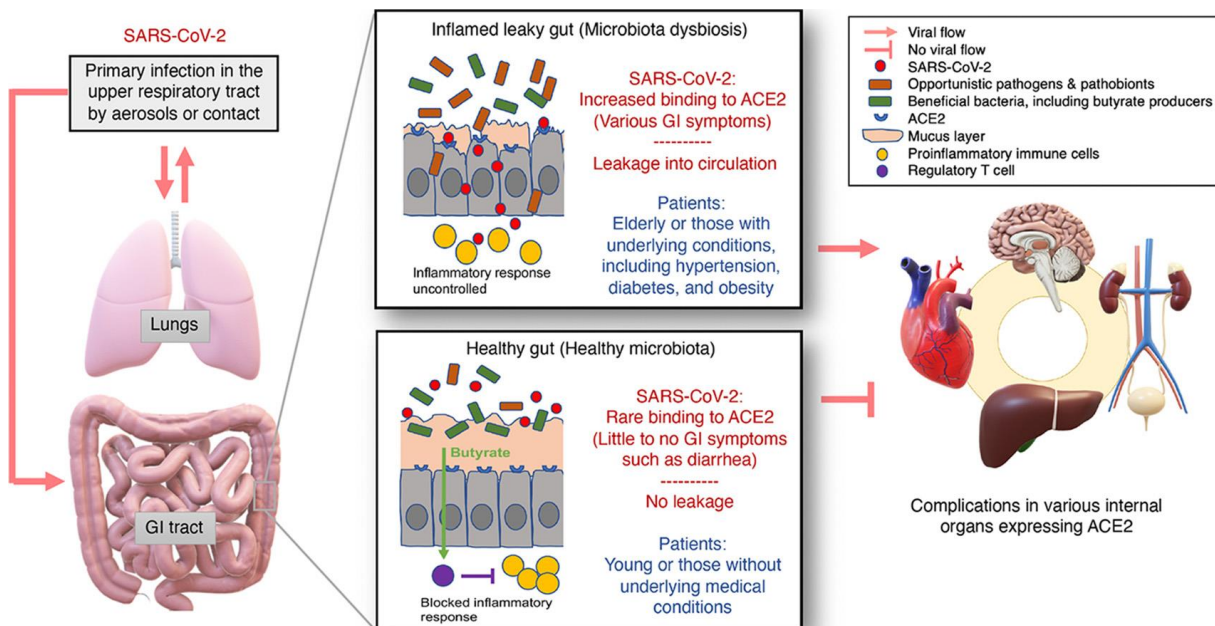 SARS-CoV-2
Primary infection in the
upper respiratory tract
by aerosols or contact
Lungs
GI tract
Inflamed leaky gut (Microbiota dysbiosis)
SARS-CoV-2:
Increased binding to ACE2
(Various GI symptoms)
----------
Leakage into circulation
Patients:
Elderly or those with
underlying conditions,
including hypertension,
diabetes, and obesity
Inflammatory response
uncontrolled
Healthy gut (Healthy microbiota)
SARS-CoV-2:
Rare binding to ACE2
(Little to no GI symptoms
such as diarrhea)
----------
No leakage
Patients:
Young or those without
underlying medical
conditions
Butyrate
Blocked inflammatory
response
Viral flow
No viral flow
SARS-CoV-2
Opportunistic pathogens & pathobionts
Beneficial bacteria, including butyrate producers
ACE2
Mucus layer
Proinflammatory immune cells
Regulatory T cell
Complications in various internal
organs expressing ACE2